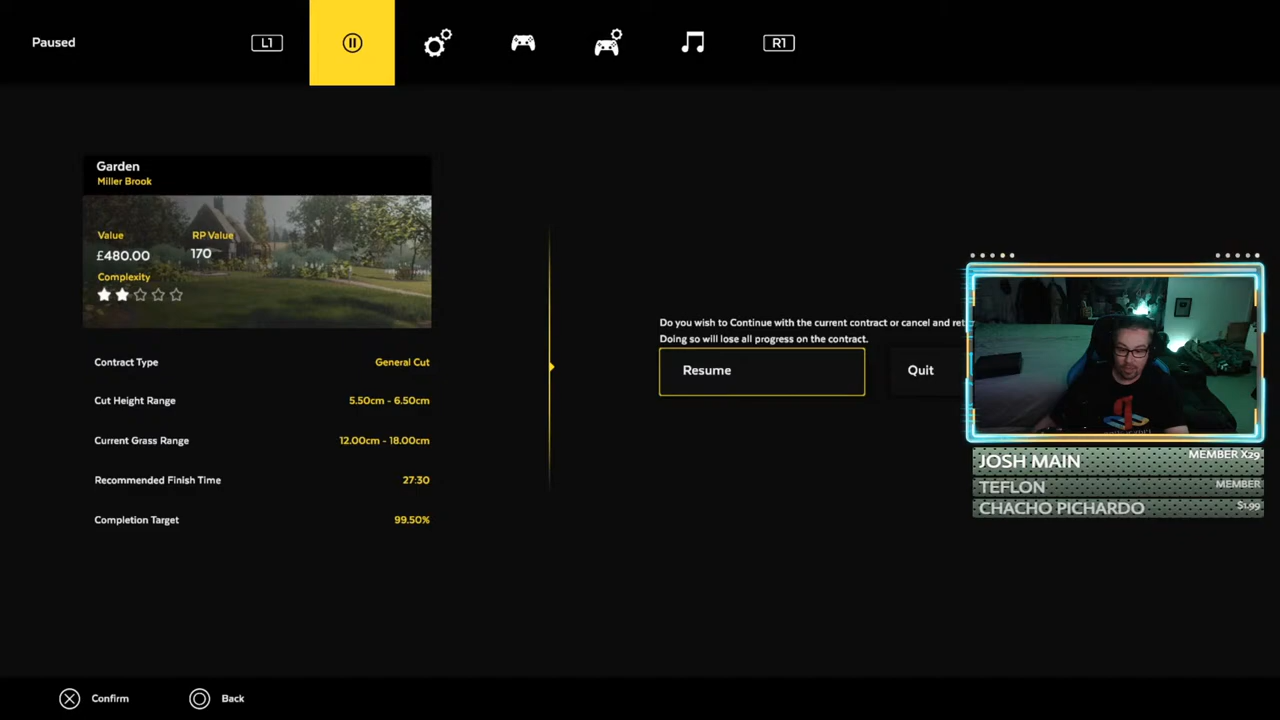 Paused
L1
R1
Garden
Miller Brook
Value
RP Value
£480.00
170
Complexity
Contract Type
General Cut
Cut Height Range
5.50cm - 6.50cm
Current Grass Range
12.00cm - 18.00cm
Recommended Finish Time
27:30
Completion Target
99.50%
Do you wish to Continue with the current contract or cancel and
Doing so will lose all progress on the contract.
Resume
Quit
JOSH MAIN
MEMBER X29
TEFLON
MEMBER
CHACHO PICHARDO
$1.99
Confirm
Back